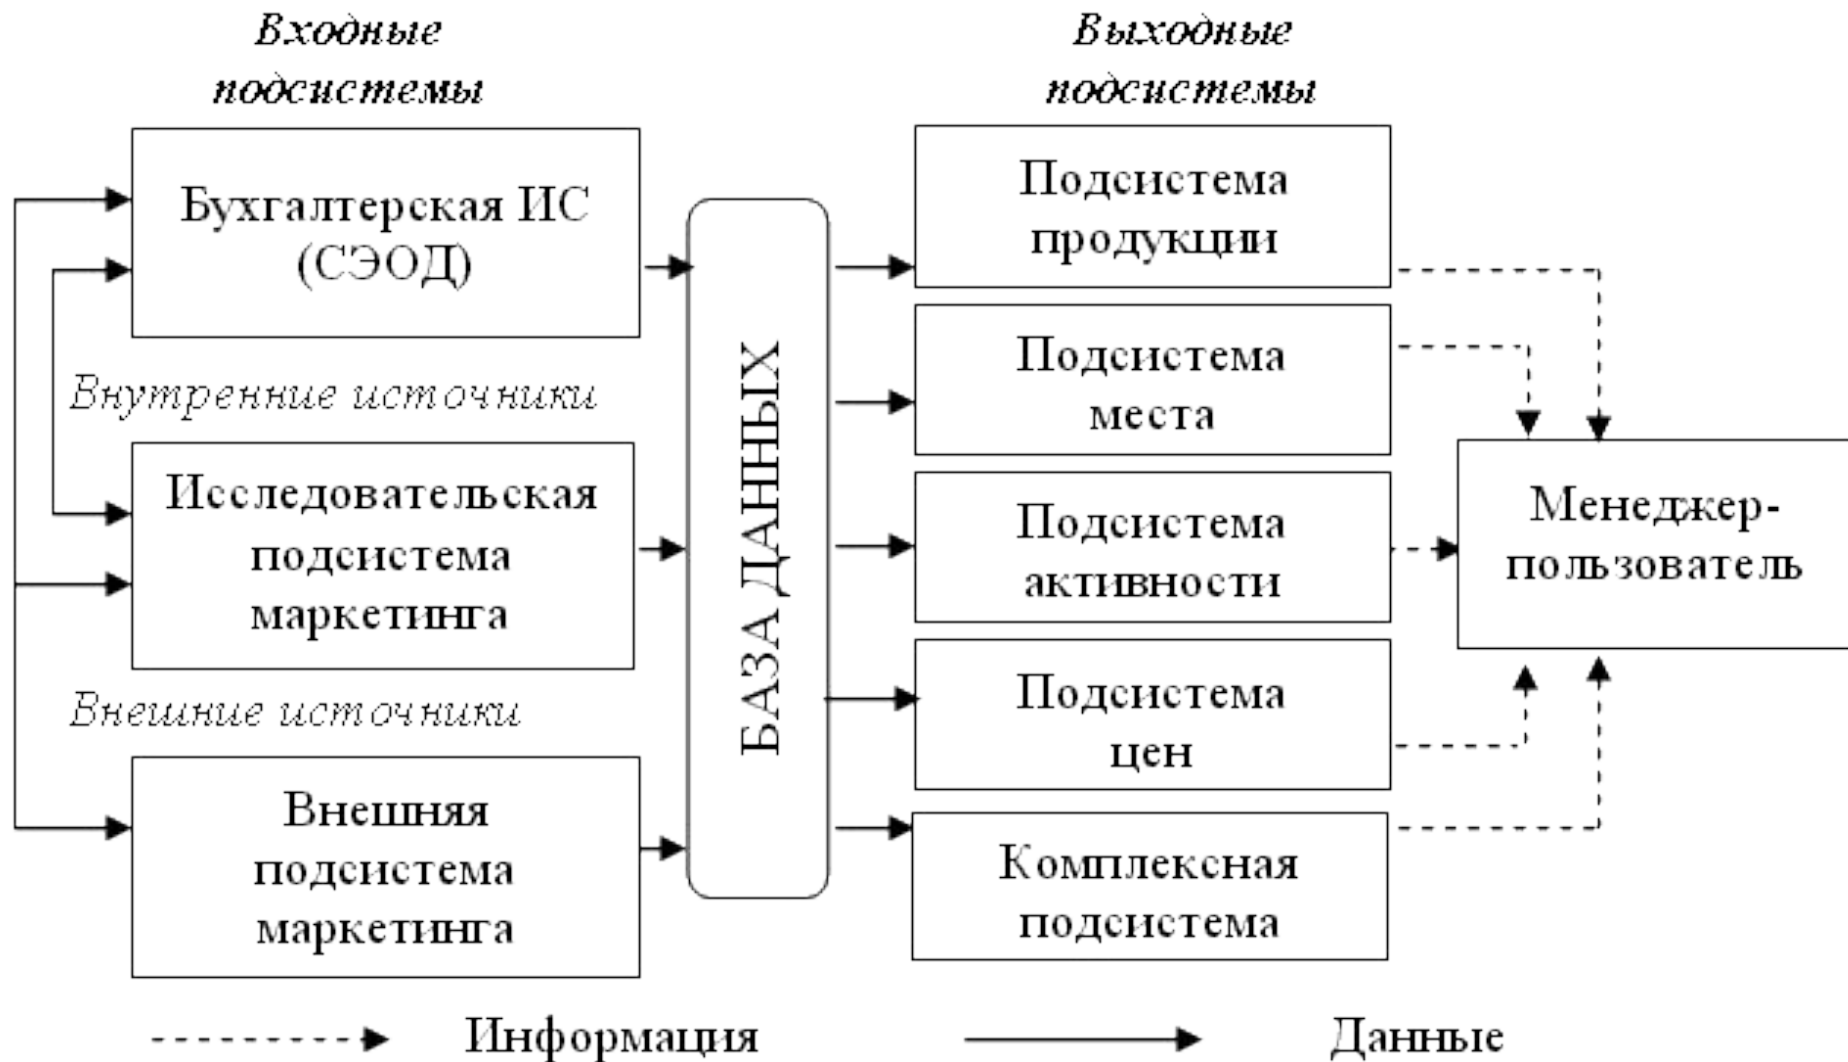 Входные
подсистемы
Бухгалтерская ИС
(СЭОД)
Внутренние источники
Исследовательская
подсистема
маркетинга
Внешние источники
Внешняя
подсистема
маркетинга
БАЗА ДАННЫХ
Выходные
подсистемы
Подсистема
продукции
Подсистема
места
Подсистема
активности
Подсистема
цен
Комплексная
подсистема
Менеджер-
пользователь
Информация
Данные